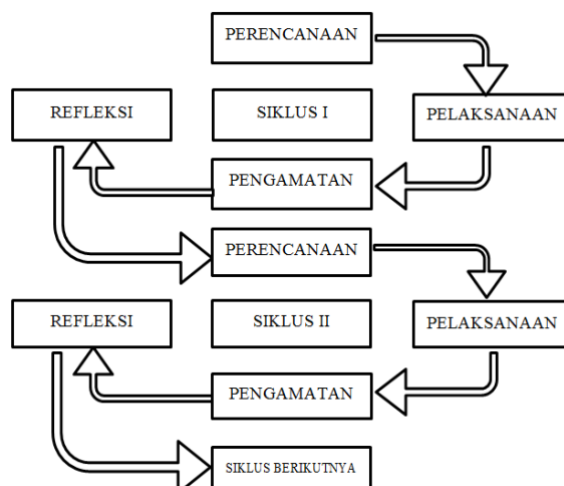 PERENCANAAN
REFLEKSI
SIKLUS I
PELAKSANAAN
PENGAMATAN
PERENCANAAN
REFLEKSI
SIKLUS II
PELAKSANAAN
PENGAMATAN
SIKLUS BERIKUTNYA